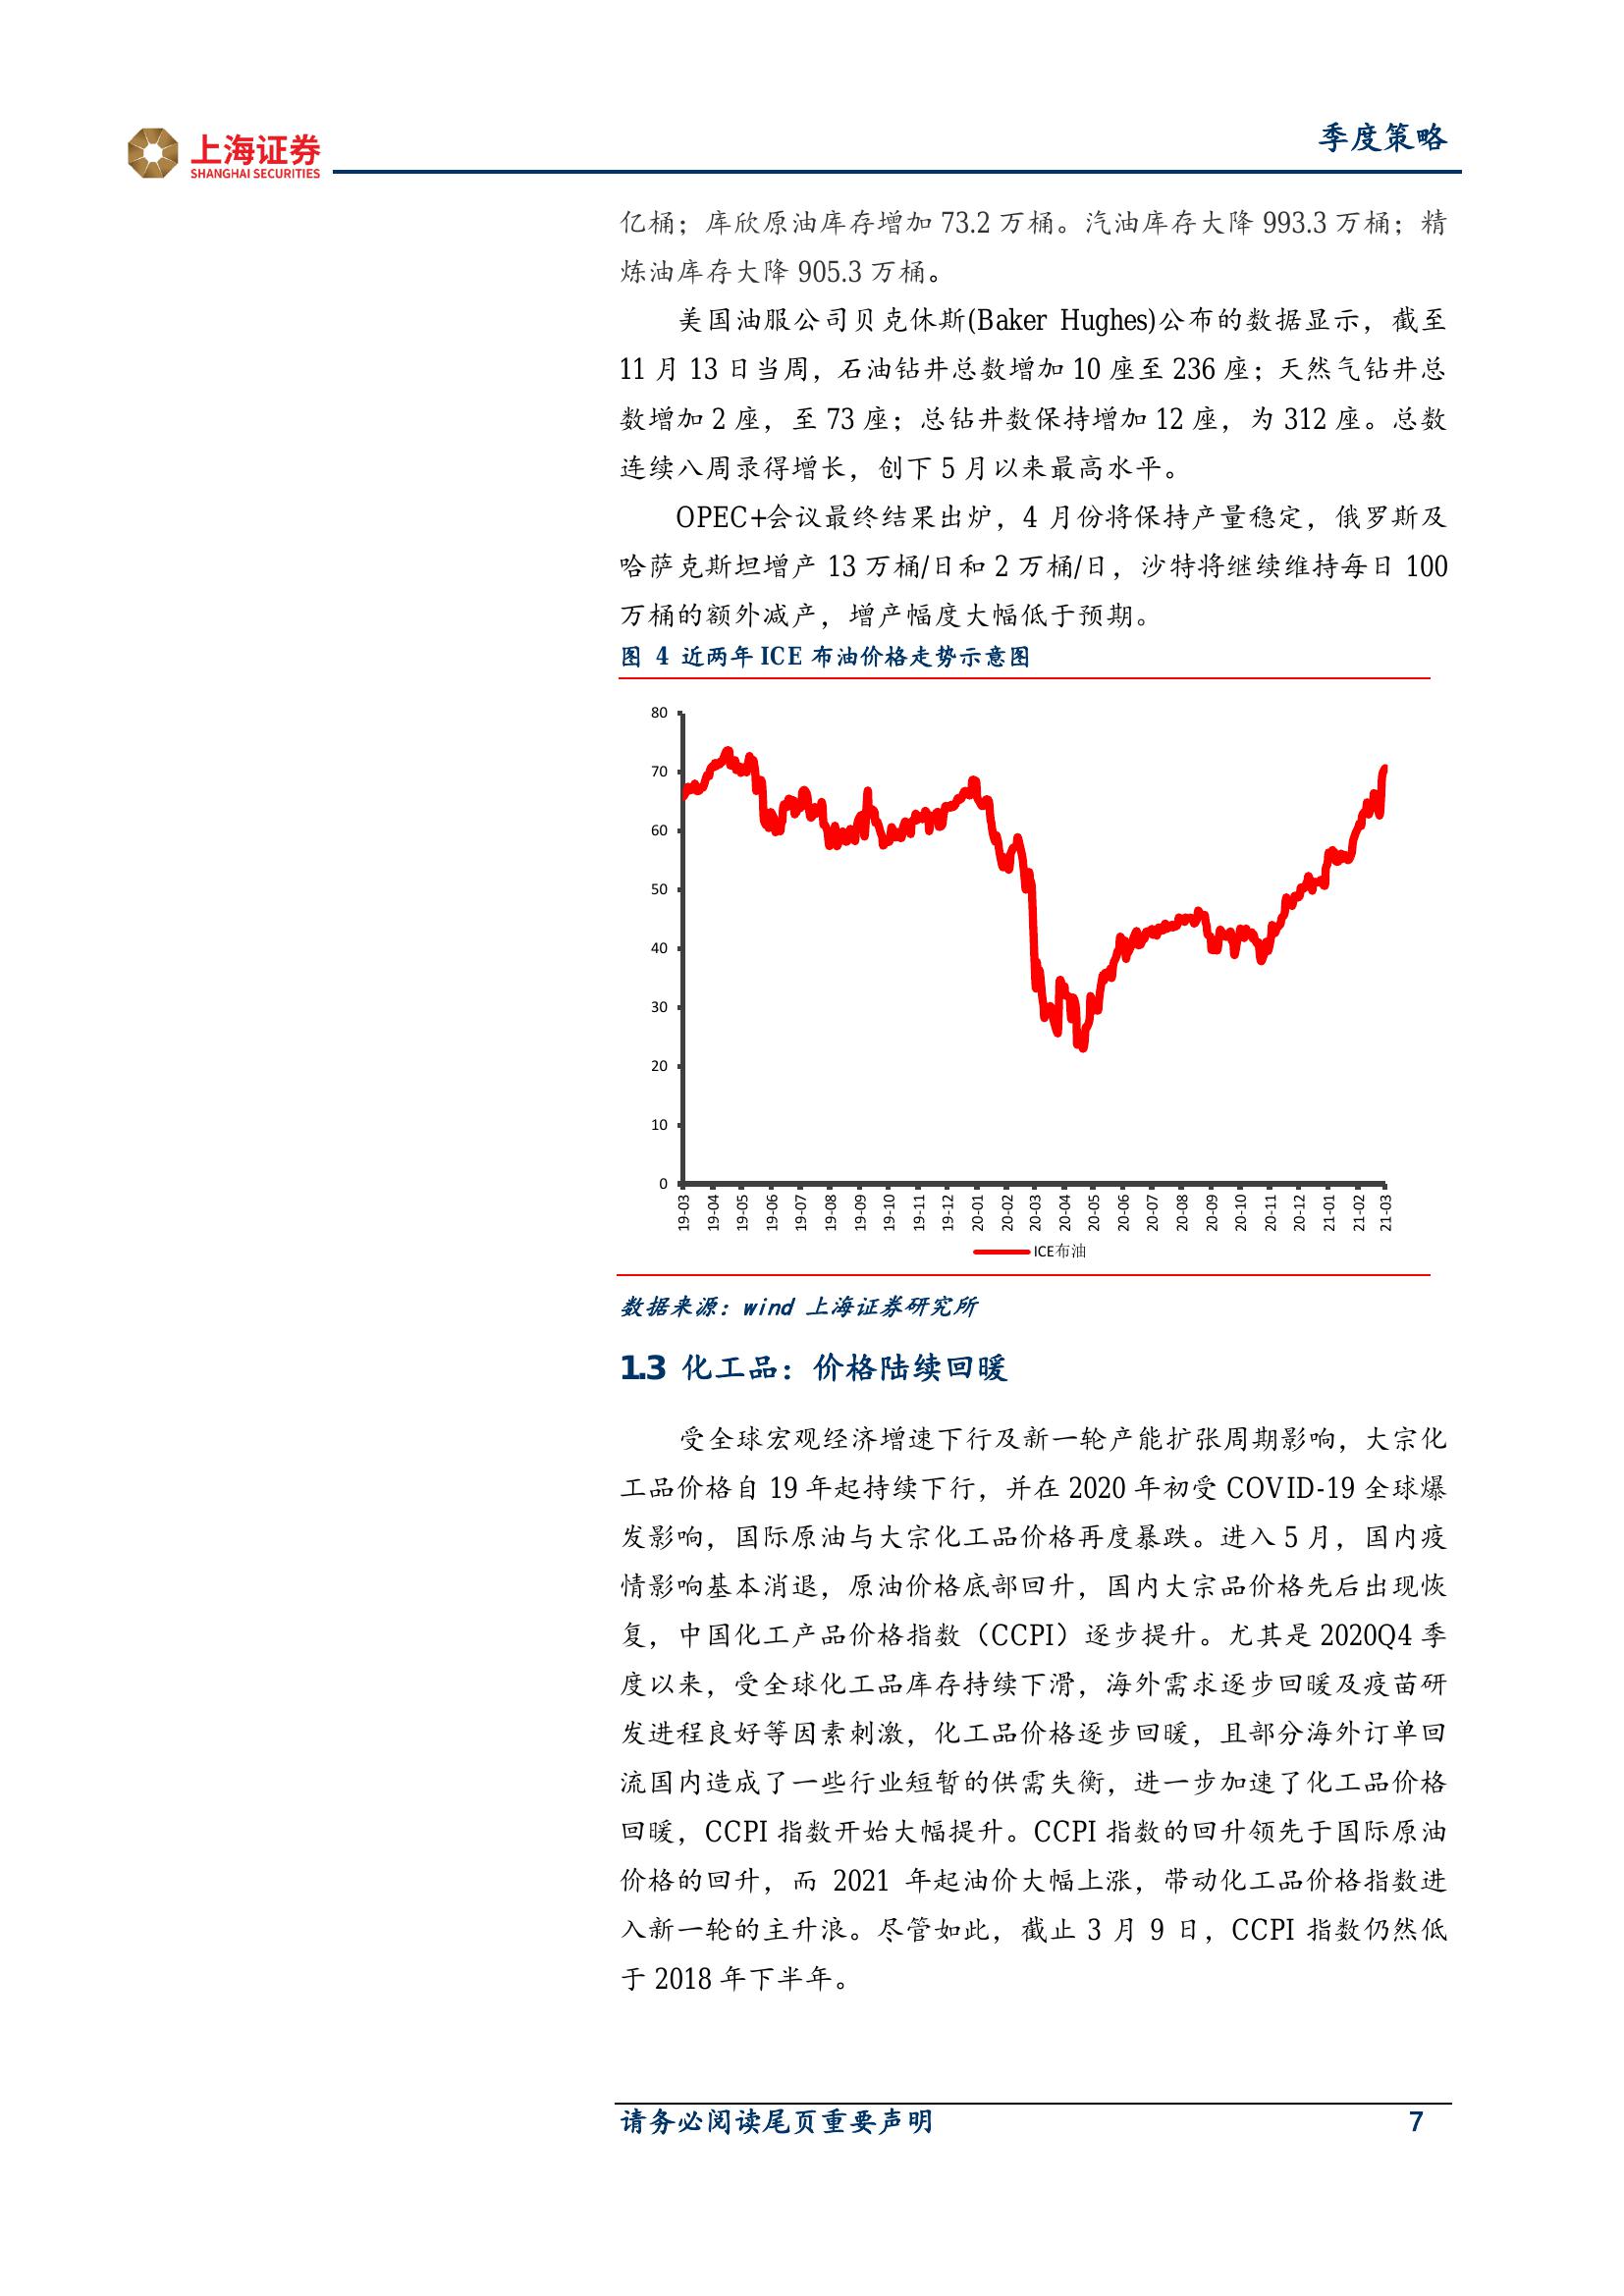 上海证券
SHANGHAI SECURITIES
季度策略
亿桶；库欣原油库存增加 73.2 万桶。汽油库存大降 993.3 万桶；精
炼油库存大降 905.3 万桶。
美国油服公司贝克休斯(Baker Hughes)公布的数据显示，截至
11 月 13 日当周，石油钻井总数增加 10 座至 236 座；天然气钻井总
数增加 2 座，至 73 座；总钻井数保持增加 12 座，为 312 座。总数
连续八周录得增长，创下 5 月以来最高水平。
OPEC+会议最终结果出炉，4 月份将保持产量稳定，俄罗斯及
哈萨克斯坦增产 13 万桶/日和 2 万桶/日，沙特将继续维持每日 100
万桶的额外减产，增产幅度大幅低于预期。
图 4 近两年 ICE 布油价格走势示意图
80
70
60
50
40
30
20
10
0
19-03
19-04
19-05
19-06
19-07
19-08
19-09
19-10
19-11
19-12
20-01
20-02
20-03
20-04
20-05
20-06
20-07
20-08
20-09
20-10
20-11
20-12
21-01
21-02
21-03
ICE布油
数据来源：wind 上海证券研究所
1.3 化工品：价格陆续回暖
受全球宏观经济增速下行及新一轮产能扩张周期影响，大宗化
工品价格自 19 年起持续下行，并在 2020 年初受 COVID-19 全球爆
发影响，国际原油与大宗化工品价格再度暴跌。进入 5 月，国内疫
情影响基本消退，原油价格底部回升，国内大宗品价格先后出现恢
复，中国化工产品价格指数（CCPI）逐步提升。尤其是 2020Q4 季
度以来，受全球化工品库存持续下滑，海外需求逐步回暖及疫苗研
发进程良好等因素刺激，化工品价格逐步回暖，且部分海外订单回
流国内造成了一些行业短暂的供需失衡，进一步加速了化工品价格
回暖，CCPI 指数开始大幅提升。CCPI 指数的回升领先于国际原油
价格的回升，而 2021 年起油价大幅上涨，带动化工品价格指数进
入新一轮的主升浪。尽管如此，截止 3 月 9 日，CCPI 指数仍然低
于 2018 年下半年。
请务必阅读尾页重要声明
7